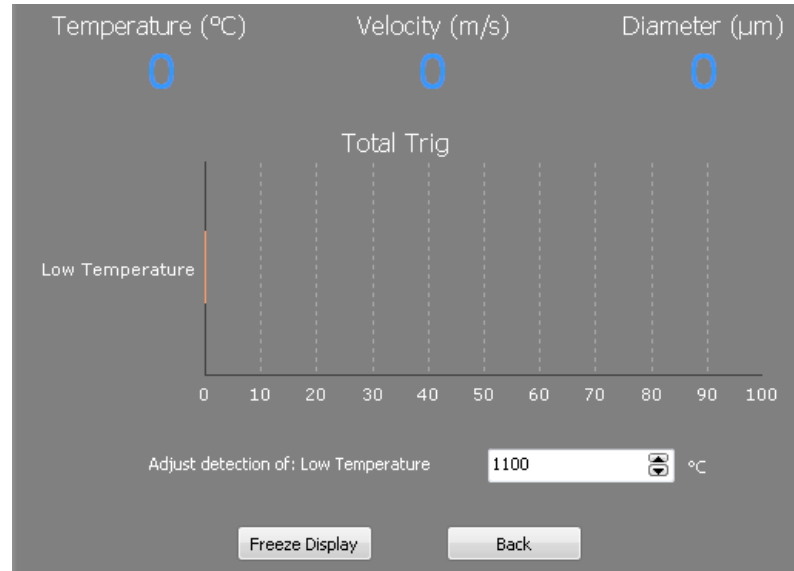 Temperature (ºC) Velocity (m/s) Diameter (µm)
0 0 0
Total Trig
Low Temperature
0 10 20 30 40 50 60 70 80 90 100
Adjust detection of: Low Temperature 1100 ºC
Freeze Display Back